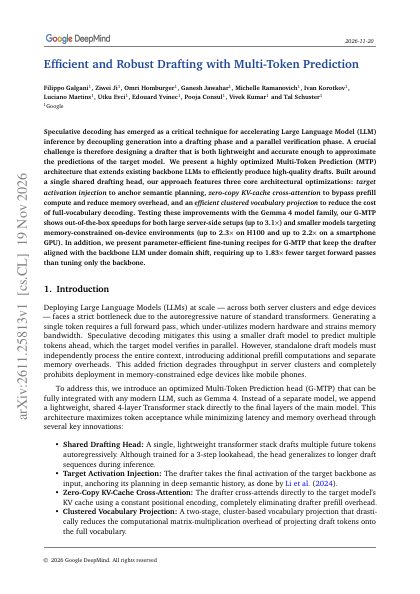 Google DeepMind
2026-11-20
Efficient and Robust Drafting with Multi-Token Prediction
Filippo Galgani¹, Ziwei Ji¹, Omri Homburger¹, Ganesh Jawahar¹, Michelle Ramanovich¹, Ivan Korotkov¹,
Luciano Martins¹, Utku Evci¹, Edouard Yvinec¹, Pooja Consul¹, Vivek Kumar¹ and Tal Schuster¹
¹Google
Speculative decoding has emerged as a critical technique for accelerating Large Language Model (LLM)
inference by decoupling generation into a drafting phase and a parallel verification phase. A crucial
challenge is therefore designing a drafter that is both lightweight and accurate enough to approximate
the predictions of the target model. We present a highly optimized Multi-Token Prediction (MTP)
architecture that extends existing backbone LLMs to efficiently produce high-quality drafts. Built around
a single shared drafting head, our approach features three core architectural optimizations: target
activation injection to anchor semantic planning, zero-copy KV-cache cross-attention to bypass prefill
compute and reduce memory overhead, and an efficient clustered vocabulary projection to reduce the cost
of full-vocabulary decoding. Testing these improvements with the Gemma 4 model family, our G-MTP
shows out-of-the-box speedups for both large server-side setups (up to 3.1×) and smaller models targeting
memory-constrained on-device environments (up to 2.3× on H100 and up to 2.2× on a smartphone
GPU). In addition, we present parameter-efficient fine-tuning recipes for G-MTP that keep the drafter
aligned with the backbone LLM under domain shift, requiring up to 1.83× fewer target forward passes
than tuning only the backbone.
1. Introduction
Deploying Large Language Models (LLMs) at scale — across both server clusters and edge devices
— faces a strict bottleneck due to the autoregressive nature of standard transformers. Generating a
single token requires a full forward pass, which under-utilizes modern hardware and strains memory
bandwidth. Speculative decoding mitigates this using a smaller draft model to predict multiple
tokens ahead, which the target model verifies in parallel. However, standalone draft models must
independently process the entire context, introducing additional prefill computations and separate
memory overheads. This added friction degrades throughput in server clusters and completely
prohibits deployment in memory-constrained edge devices like mobile phones.
To address this, we introduce an optimized Multi-Token Prediction head (G-MTP) that can be
fully integrated with any modern LLM, such as Gemma 4. Instead of a separate model, we append
a lightweight, shared 4-layer Transformer stack directly to the final layers of the main model. This
architecture maximizes token acceptance while minimizing latency and memory overhead through
several key innovations:
• Shared Drafting Head: A single, lightweight transformer stack drafts multiple future tokens
autoregressively. Although trained for a 3-step lookahead, the head generalizes to longer draft
sequences during inference.
• Target Activation Injection: The drafter takes the final activation of the target backbone as
input, anchoring its planning in deep semantic history, as done by Li et al. (2024).
• Zero-Copy KV-Cache Cross-Attention: The drafter cross-attends directly to the target model's
KV cache using a constant positional encoding, completely eliminating drafter prefill overhead.
• Clustered Vocabulary Projection: A two-stage, cluster-based vocabulary projection that drasti-
cally reduces the computational matrix-multiplication overhead of projecting draft tokens onto
the full vocabulary.
© 2026 Google DeepMind. All rights reserved
arXiv:2611.25813v1 [cs.CL] 19 Nov 2026